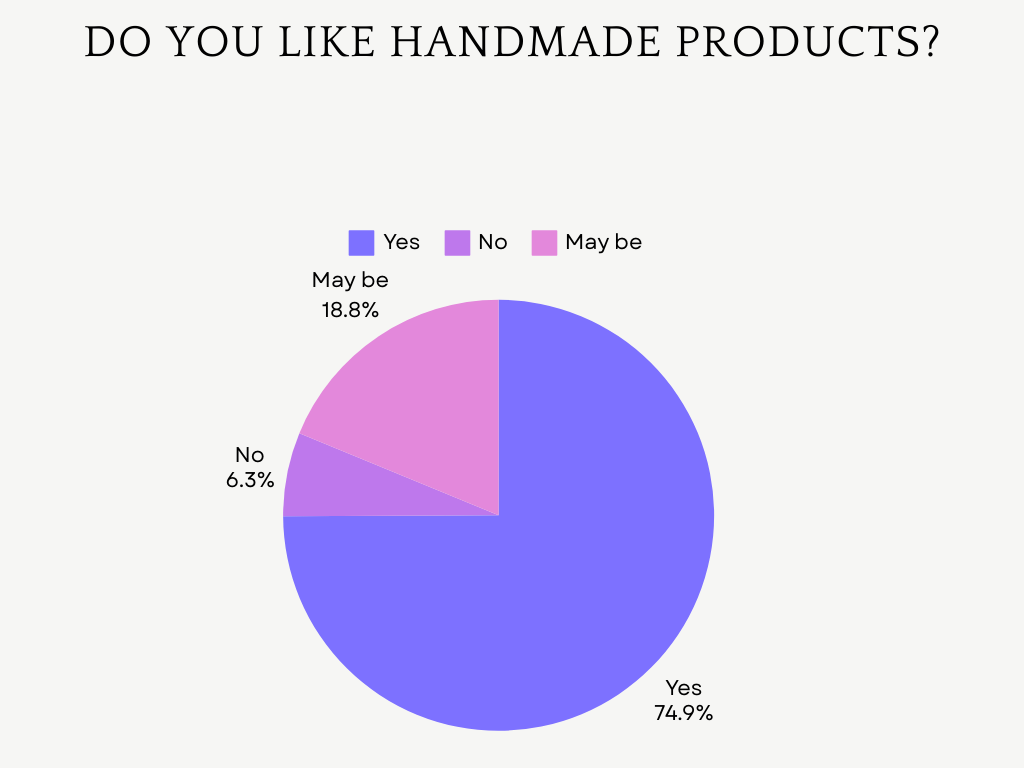 DO YOU LIKE HANDMADE PRODUCTS?
Yes No May be
May be
18.8%
No
6.3%
Yes
74.9%